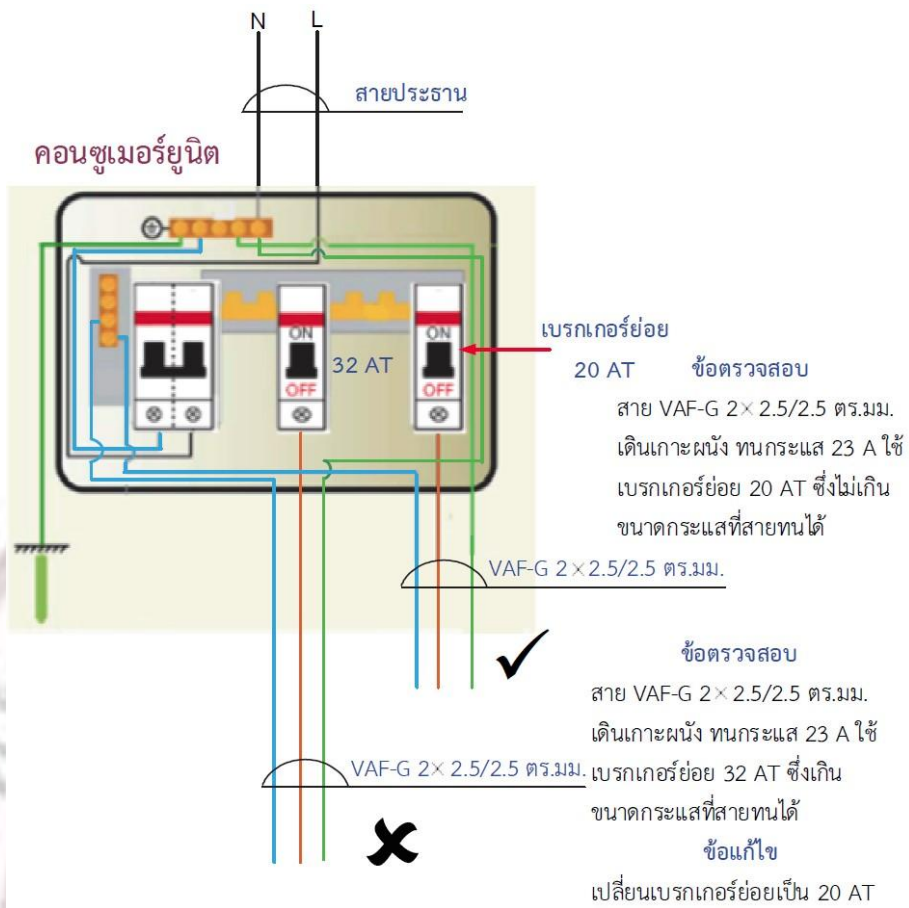 N L
สายประธาน
คอนซูเมอร์ยูนิต
ON
OFF
32 AT
ON
OFF
เบรกเกอร์ย่อย
20 AT
ข้อตรวจสอบ
สาย VAF-G 2× 2.5/2.5 ตร.มม.
เดินเกาะผนัง ทนกระแส 23 A ใช้
เบรกเกอร์ย่อย 20 AT ซึ่งไม่เกิน
ขนาดกระแสที่สายทนได้
VAF-G 2×2.5/2.5 ตร.มม.
ข้อตรวจสอบ
สาย VAF-G 2× 2.5/2.5 ตร.มม.
เดินเกาะผนัง ทนกระแส 23 A ใช้
เบรกเกอร์ย่อย 32 AT ซึ่งเกิน
ขนาดกระแสที่สายทนได้
VAF-G 2× 2.5/2.5 ตร.มม.
ข้อแก้ไข
เปลี่ยนเบรกเกอร์ย่อยเป็น 20 AT